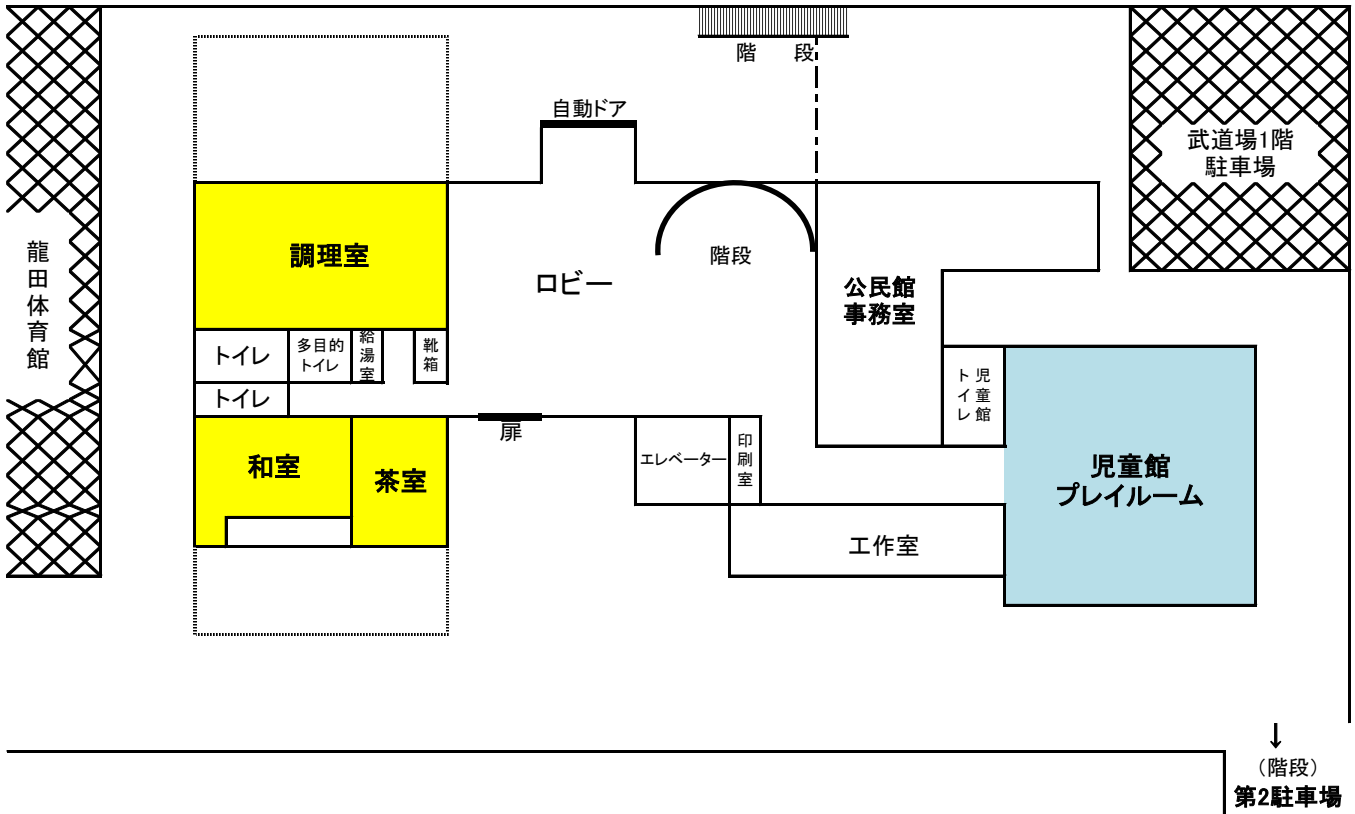 階　段
自動ドア
武道場1階
駐車場
龍田体育館
調理室
階段
ロビー
公民館
事務室
トイレ
多目的
トイレ
給湯室
靴箱
児童館
トイレ
トイレ
扉
エレベーター
印刷室
和室
茶室
児童館
プレイルーム
工作室
↓
（階段）
第2駐車場